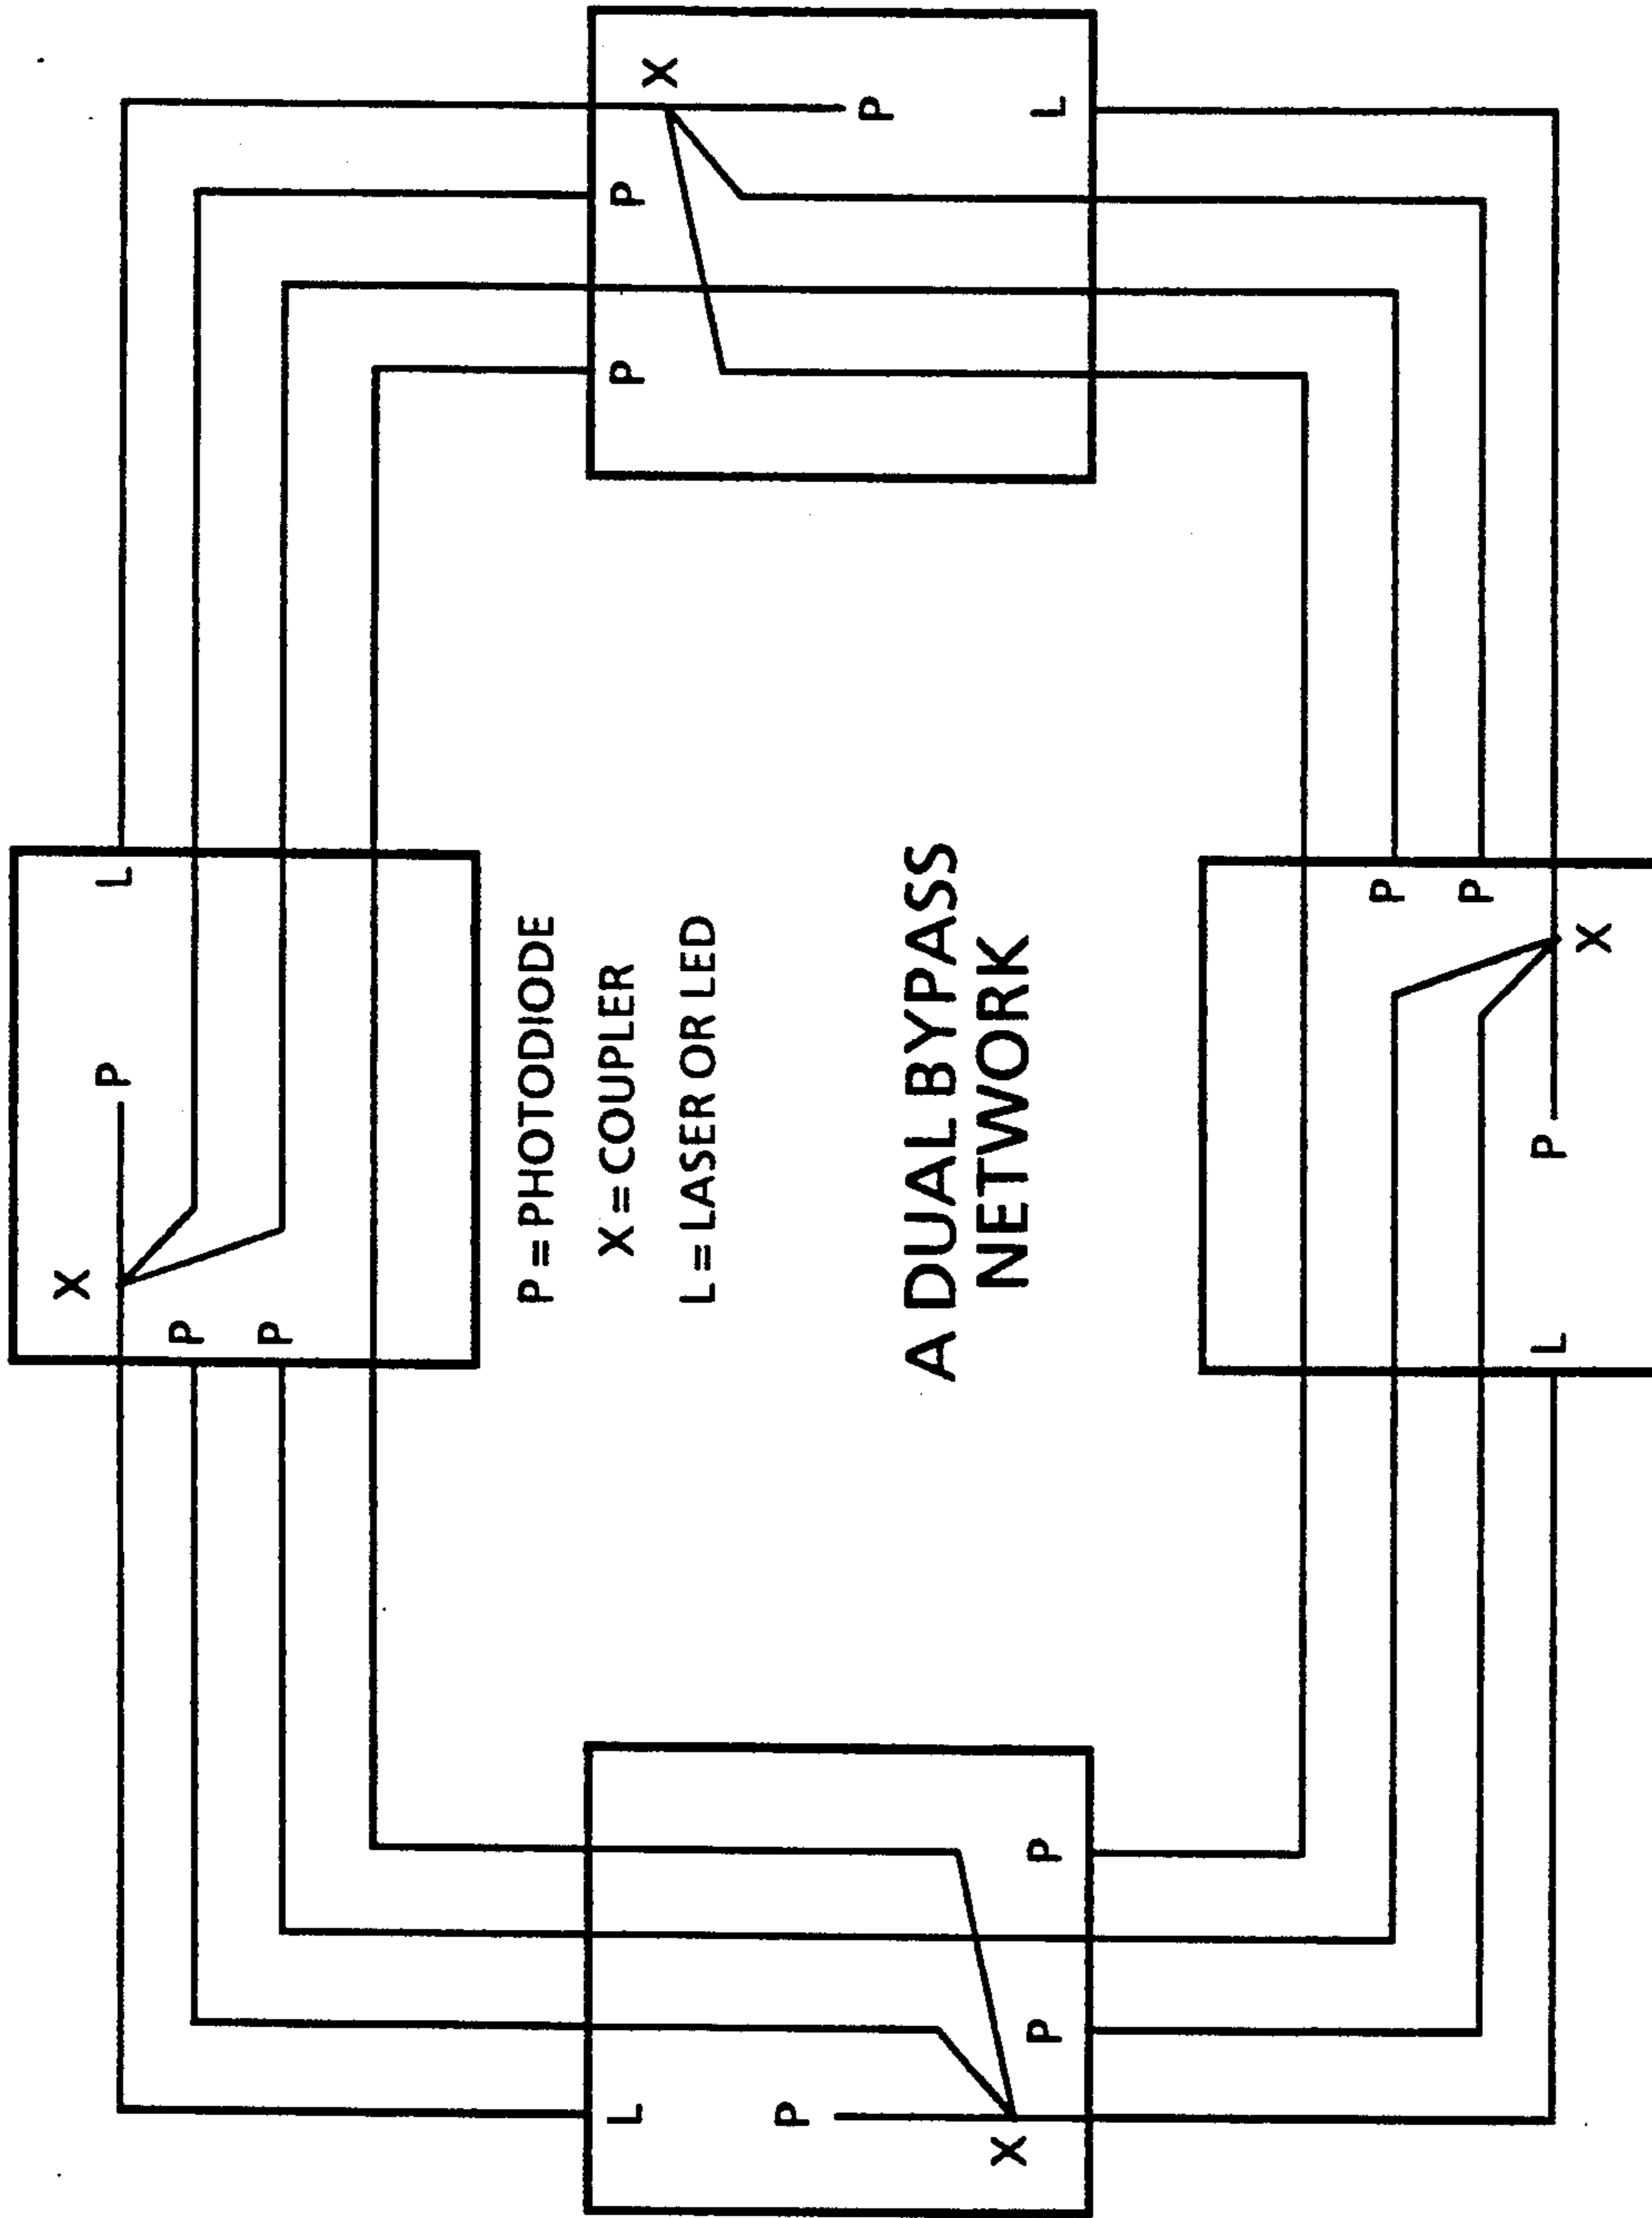 X
P
L
P
P
P = PHOTODIODE
X = COUPLER
L = LASER OR LED
L
P
X
P
P
P
P
X
P
L
A DUAL BYPASS
NETWORK
P
P
L
P
X